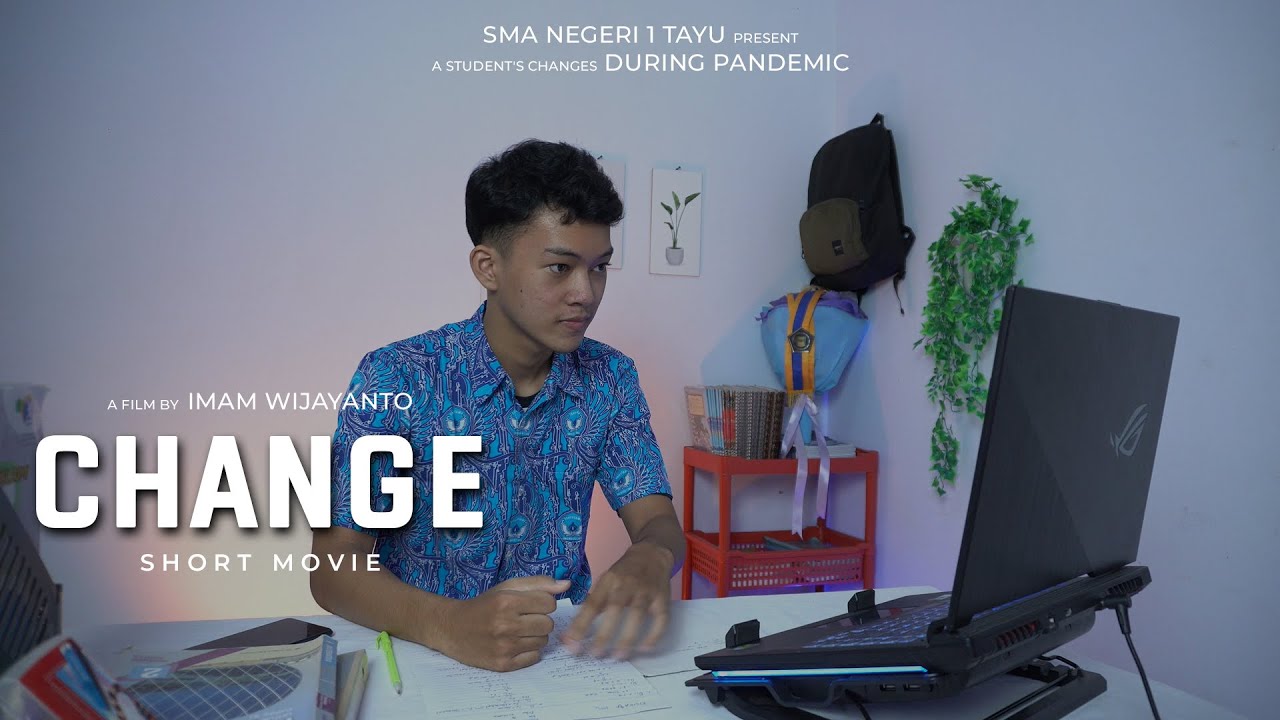 SMA NEGERI 1 TAYU PRESENT
A STUDENT'S CHANGES DURING PANDEMIC
A FILM BY IMAM WIJAYANTO
CHANGE
SHORT MOVIE